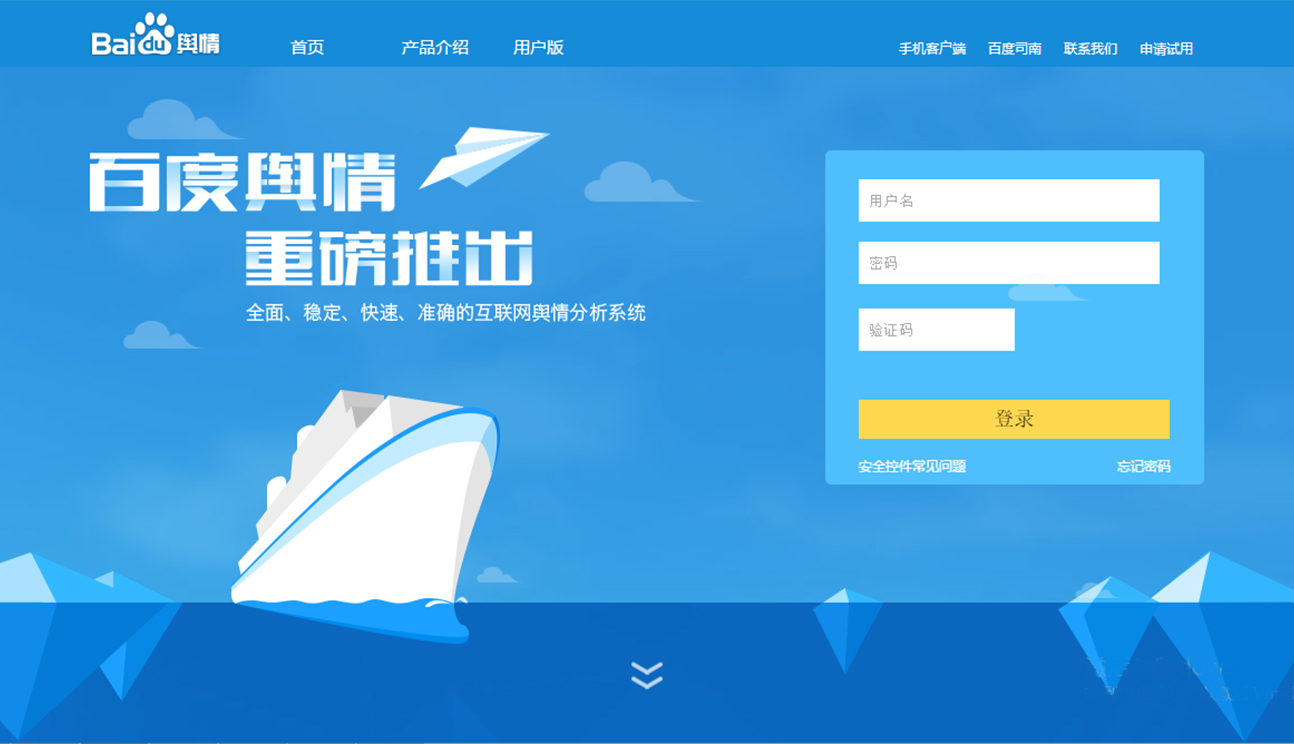 Bai du 舆情
首页 产品介绍 用户版
手机客户端 百度司南 联系我们 申请试用
百度舆情
重磅推出
全面、稳定、快速、准确的互联网舆情分析系统
用户名
密码
验证码
登录
安全控件常见问题 忘记密码